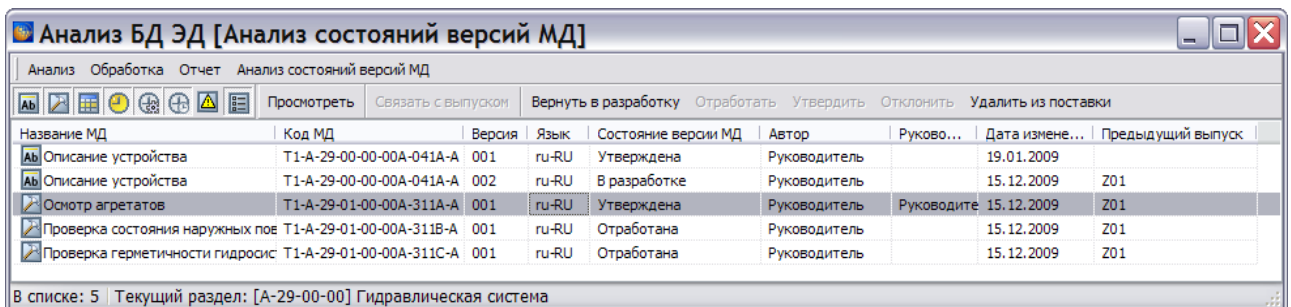 Анализ БД ЭД [Анализ состояний версий МД]
Анализ Обработка Отчет Анализ состояний версий МД
Ab Просмотреть Связать с выпуском Вернуть в разработку Отработать Утвердить Отклонить Удалить из поставки
Название МД Код МД Версия Язык Состояние версии МД Автор Руково... Дата измене... Предыдущий выпуск
Ab Описание устройства T1-A-29-00-00-00A-041A-A 001 ru-RU Утверждена Руководитель 19.01.2009
Ab Описание устройства T1-A-29-00-00-00A-041A-A 002 ru-RU В разработке Руководитель 15.12.2009 Z01
Осмотр агретатов T1-A-29-01-00-00A-311A-A 001 ru-RU Утверждена Руководитель Руководите 15.12.2009 Z01
Проверка состояния наружных пов T1-A-29-01-00-00A-311B-A 001 ru-RU Отработана Руководитель 15.12.2009 Z01
Проверка герметичности гидросис T1-A-29-01-00-00A-311C-A 001 ru-RU Отработана Руководитель 15.12.2009 Z01
В списке: 5 Текущий раздел: [A-29-00-00] Гидравлическая система